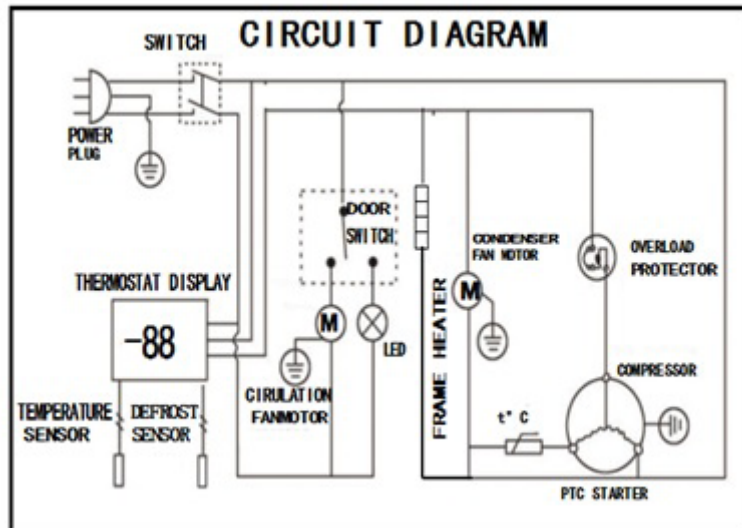 CIRCUIT DIAGRAM
SWITCH
POWER
PLUG
DOOR
SWITCH
CONDENSER
FAN MOTOR
OVERLOAD
PROTECTOR
THERMOSTAT DISPLAY
-88
M
M
LED
CIRULATION
FANMOTOR
FRAME HEATER
COMPRESSOR
TEMPERATURE
SENSOR
DEFROST
SENSOR
t° C
PTC STARTER